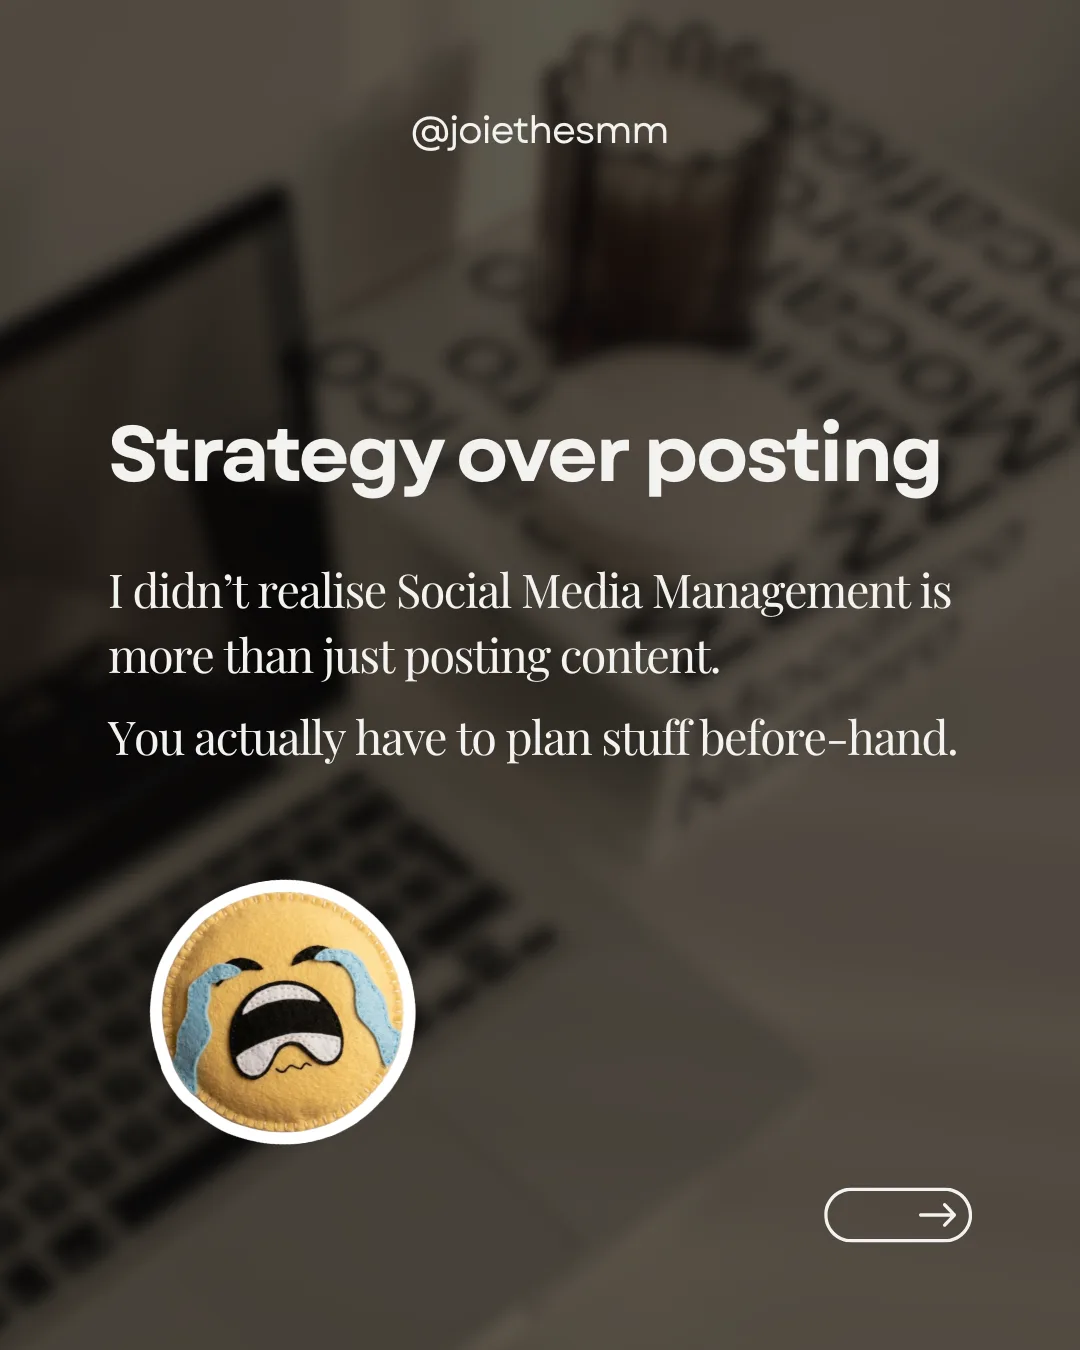 @joiethesmm
Strategy over posting
I didn’t realise Social Media Management is
more than just posting content.
You actually have to plan stuff before-hand.